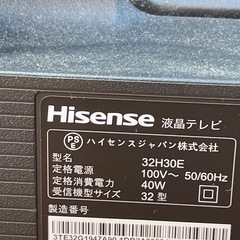 Hisense 液晶テレビ
PS
E
ハイセンスジャパン株式会社
形名 32H30E
定格電源 100V～ 50/60Hz
定格消費電力 40W
受信機型サイズ 32 型
製造番号